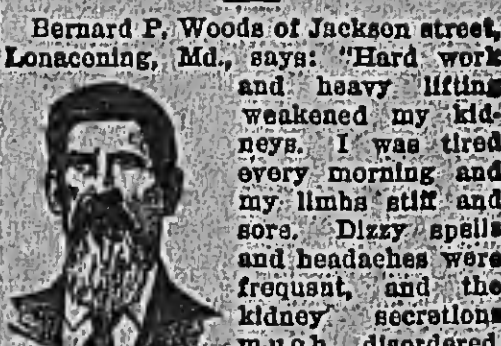 Bernard P. Woods of Jackson street,
Lonaconing, Md., says: "Hard work
and heavy lifting
weakened my kid-
neys. I was tired
every morning and
my limbs stiff and
sore. Dizzy spells
and headaches were
frequent, and the
kidney secretions
much disordered.